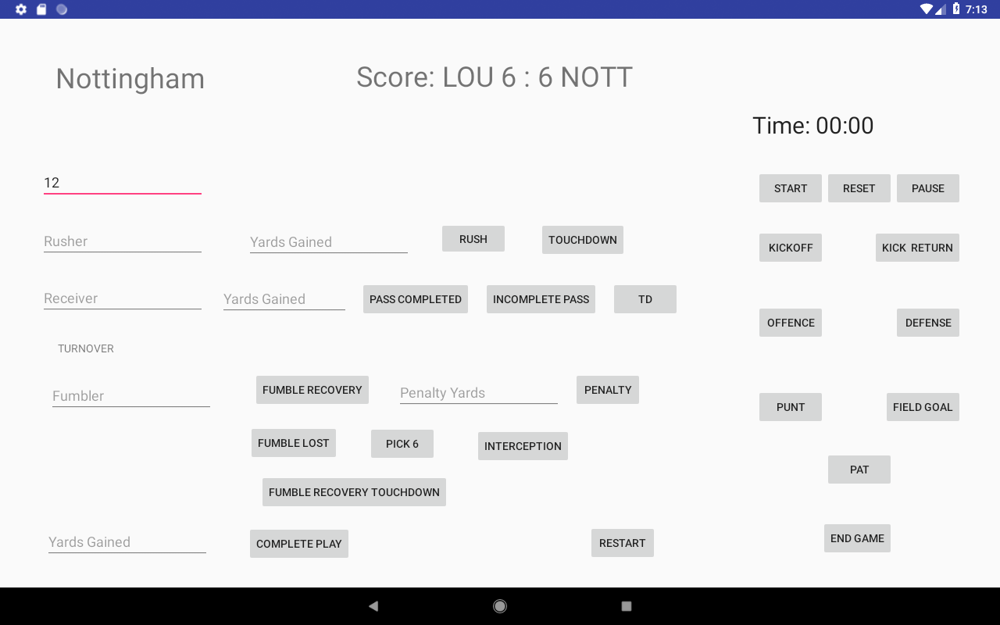 7:13
Nottingham
Score: LOU 6 : 6 NOTT
Time: 00:00
12
START RESET PAUSE
Rusher Yards Gained RUSH TOUCHDOWN
KICKOFF KICK RETURN
Receiver Yards Gained PASS COMPLETED INCOMPLETE PASS TD
OFFENCE DEFENSE
TURNOVER
Fumbler FUMBLE RECOVERY Penalty Yards PENALTY
PUNT FIELD GOAL
FUMBLE LOST PICK 6 INTERCEPTION
PAT
FUMBLE RECOVERY TOUCHDOWN
Yards Gained COMPLETE PLAY RESTART
END GAME